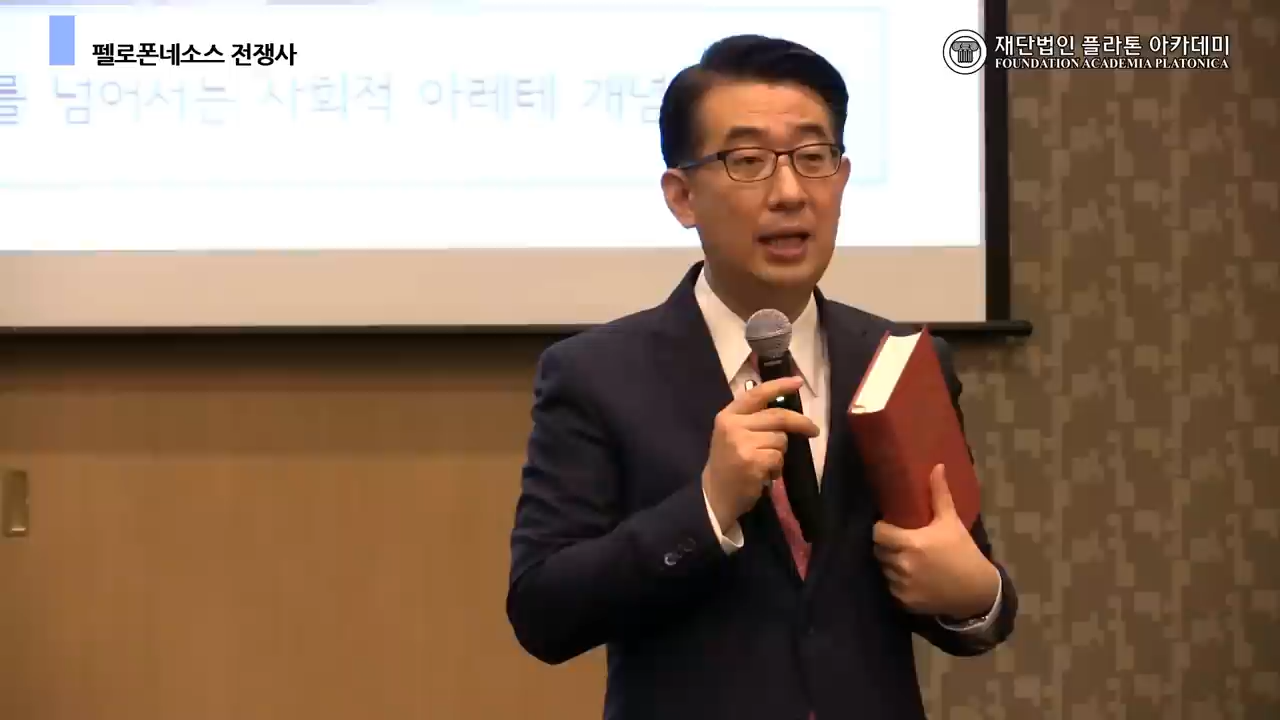 펠로폰네소스 전쟁사
재단법인 플라톤 아카데미
FOUNDATION ACADEMIA PLATONICA
를 넘어서는 사회적 아레테 개념